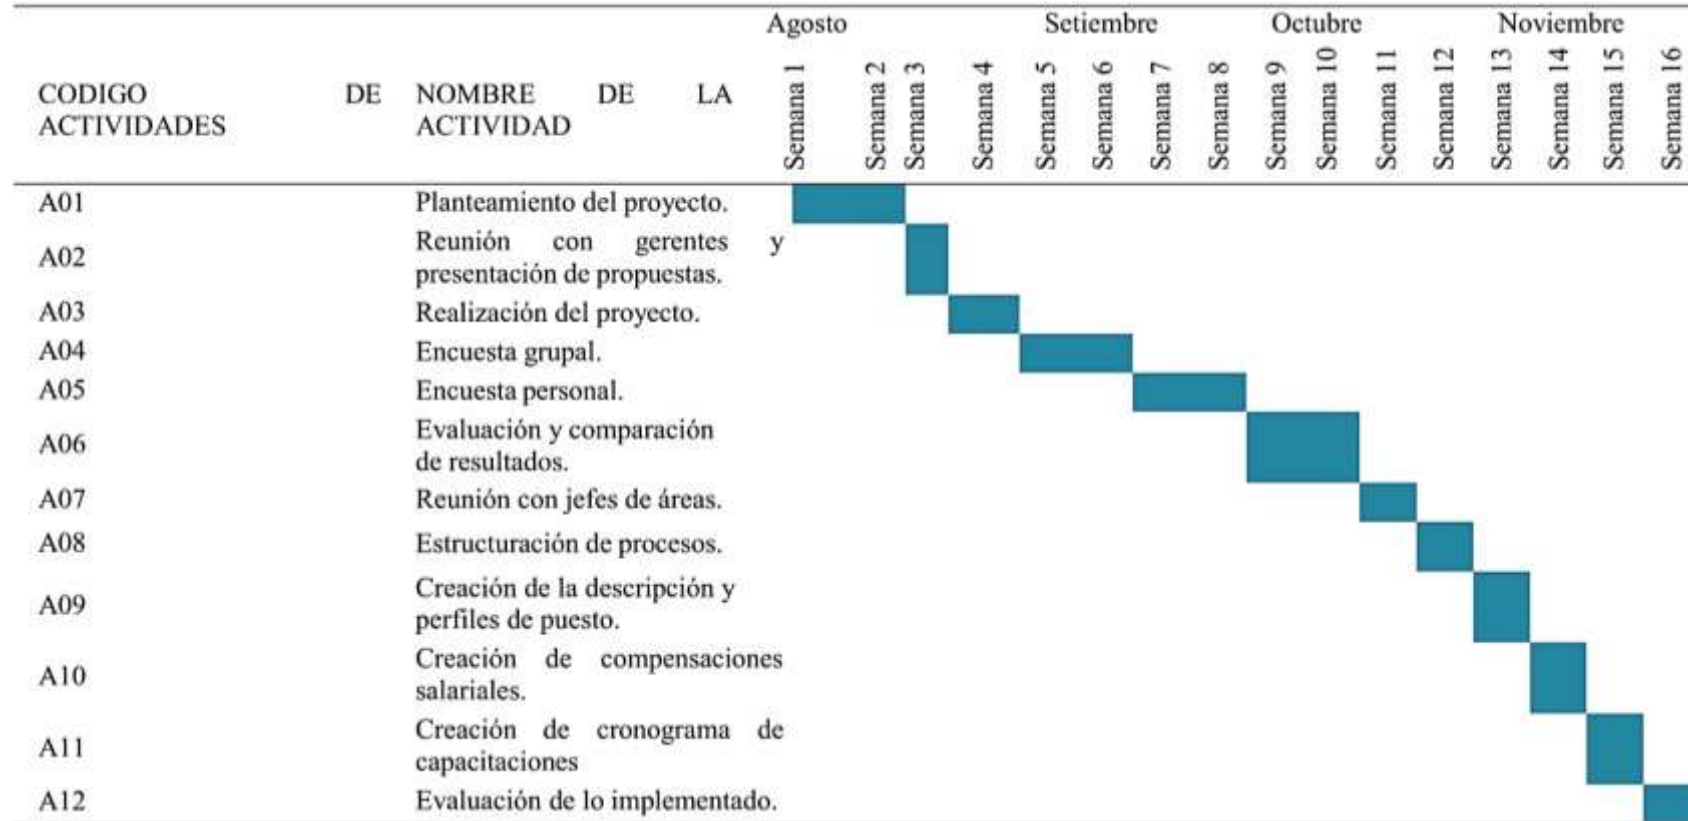 Agosto Setiembre Octubre Noviembre
CODIGO DE ACTIVIDADES
NOMBRE DE LA ACTIVIDAD
Semana 1
Semana 2
Semana 3
Semana 4
Semana 5
Semana 6
Semana 7
Semana 8
Semana 9
Semana 10
Semana 11
Semana 12
Semana 13
Semana 14
Semana 15
Semana 16
A01 Planteamiento del proyecto.
A02 Reunión con gerentes y
presentación de propuestas.
A03 Realización del proyecto.
A04 Encuesta grupal.
A05 Encuesta personal.
A06 Evaluación y comparación
de resultados.
A07 Reunión con jefes de áreas.
A08 Estructuración de procesos.
A09 Creación de la descripción y
perfiles de puesto.
A10 Creación de compensaciones
salariales.
A11 Creación de cronograma de
capacitaciones
A12 Evaluación de lo implementado.